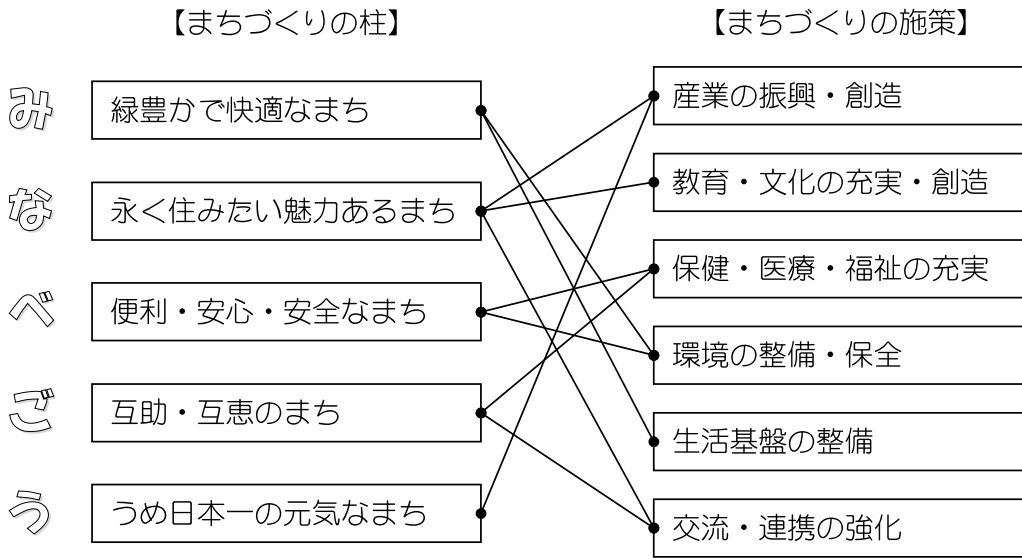 【まちづくりの柱】
【まちづくりの施策】
み
緑豊かで快適なまち
な
永く住みたい魅力あるまち
べ
便利・安心・安全なまち
ご
互助・互恵のまち
う
うめ日本一の元気なまち
産業の振興・創造
教育・文化の充実・創造
保健・医療・福祉の充実
環境の整備・保全
生活基盤の整備
交流・連携の強化